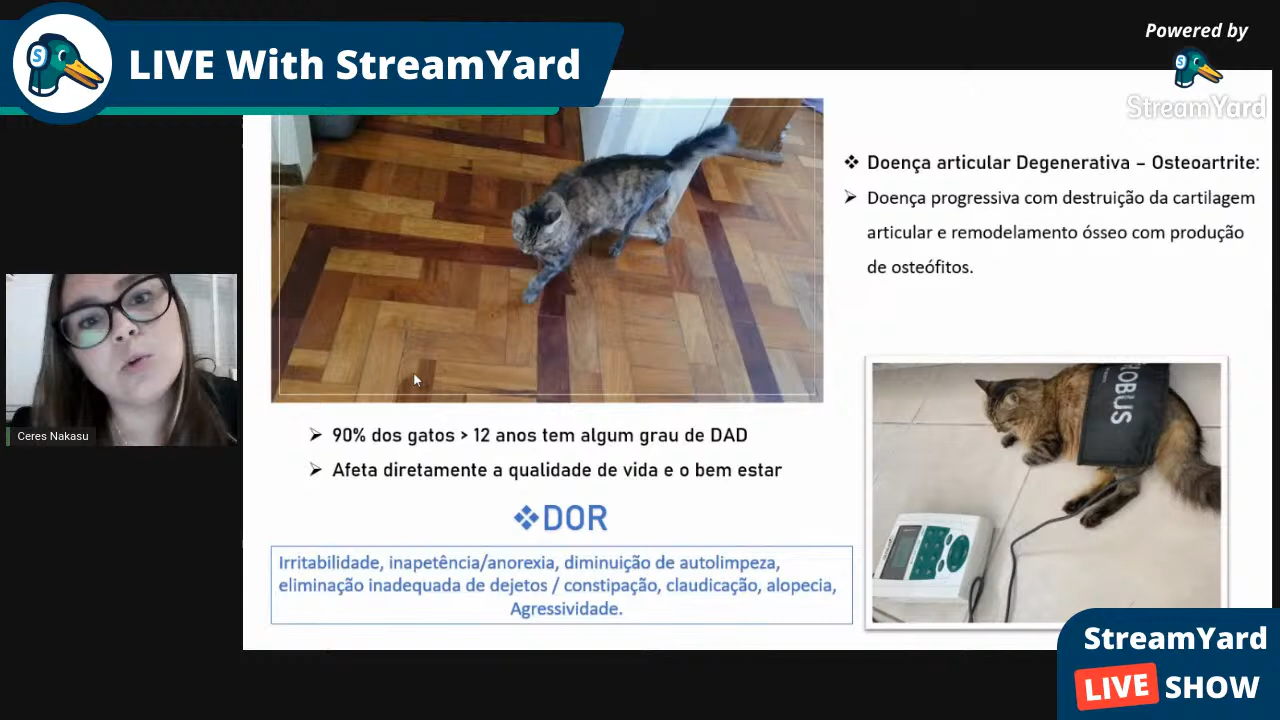 LIVE With StreamYard
Powered by
StreamYard
❖ Doença articular Degenerativa – Osteoartrite:
➢ Doença progressiva com destruição da cartilagem
articular e remodelamento ósseo com produção
de osteófitos.
Ceres Nakasu
➢ 90% dos gatos > 12 anos tem algum grau de DAD
➢ Afeta diretamente a qualidade de vida e o bem estar
❖DOR
Irritabilidade, inapetência/anorexia, diminuição de autolimpeza,
eliminação inadequada de dejetos / constipação, claudicação, alopecia,
Agressividade.
OBUS
StreamYard
LIVE SHOW